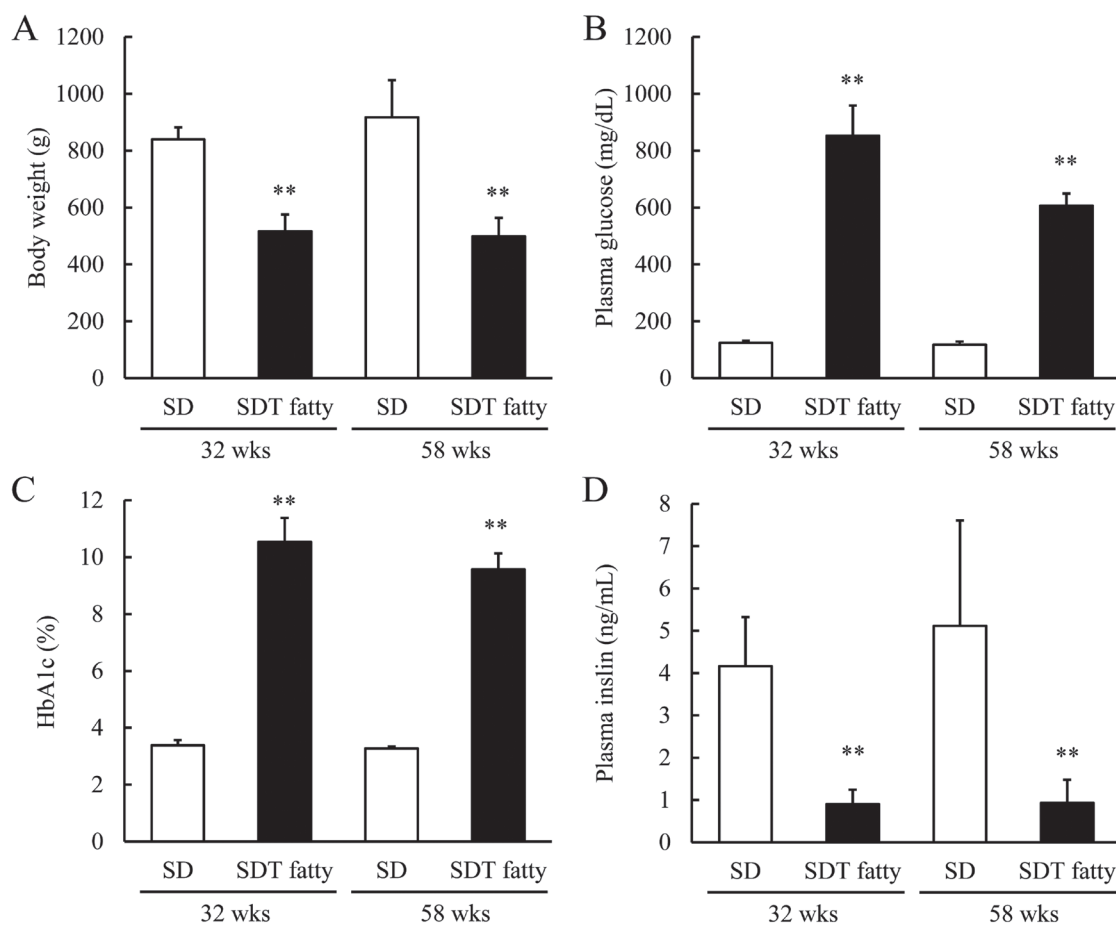 A
Body weight (g)
1200
1000
800
600
400
200
0
**
**
SD SDT fatty SD SDT fatty
32 wks 58 wks
B
Plasma glucose (mg/dL)
1200
1000
800
600
400
200
0
**
**
SD SDT fatty SD SDT fatty
32 wks 58 wks
C
HbA1c (%)
12
10
8
6
4
2
0
**
**
SD SDT fatty SD SDT fatty
32 wks 58 wks
D
Plasma inslin (ng/mL)
8
7
6
5
4
3
2
1
0
**
**
SD SDT fatty SD SDT fatty
32 wks 58 wks